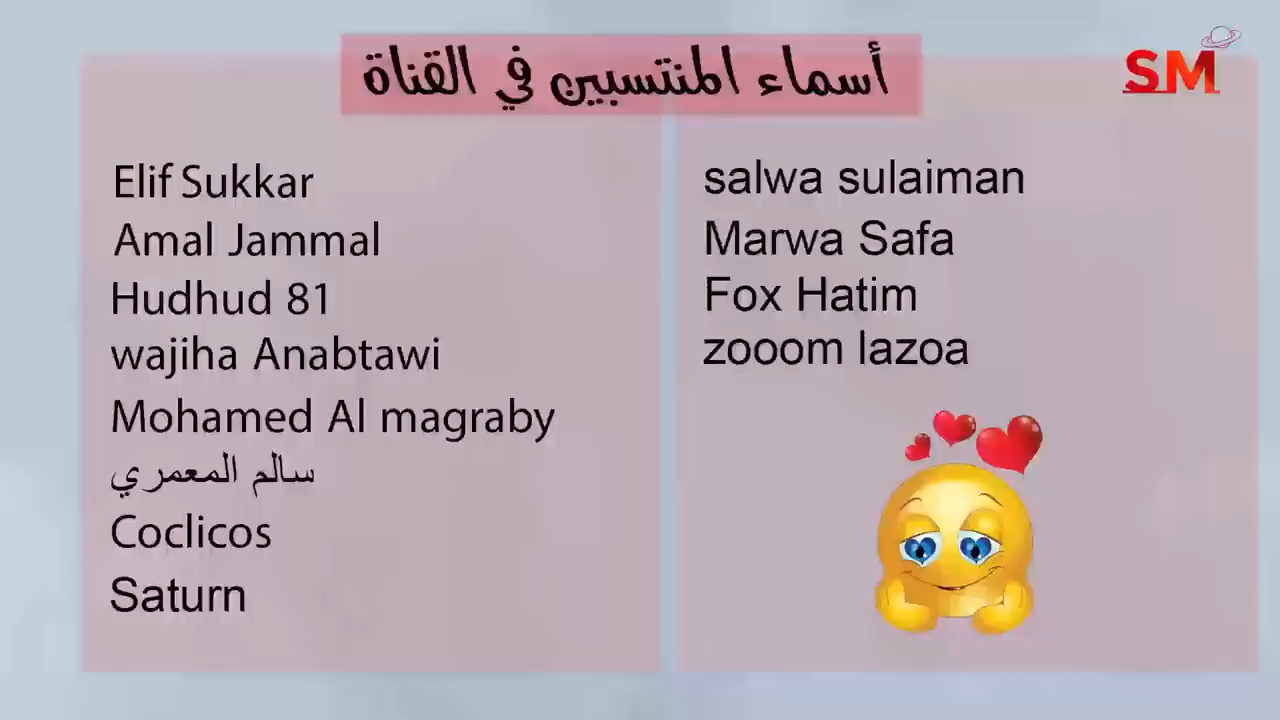 أسماء المنتسبين في القناة
SM
Elif Sukkar
Amal Jammal
Hudhud 81
wajiha Anabtawi
Mohamed Al magraby
سالم المعمري
Coclicos
Saturn
salwa sulaiman
Marwa Safa
Fox Hatim
zooom lazoa